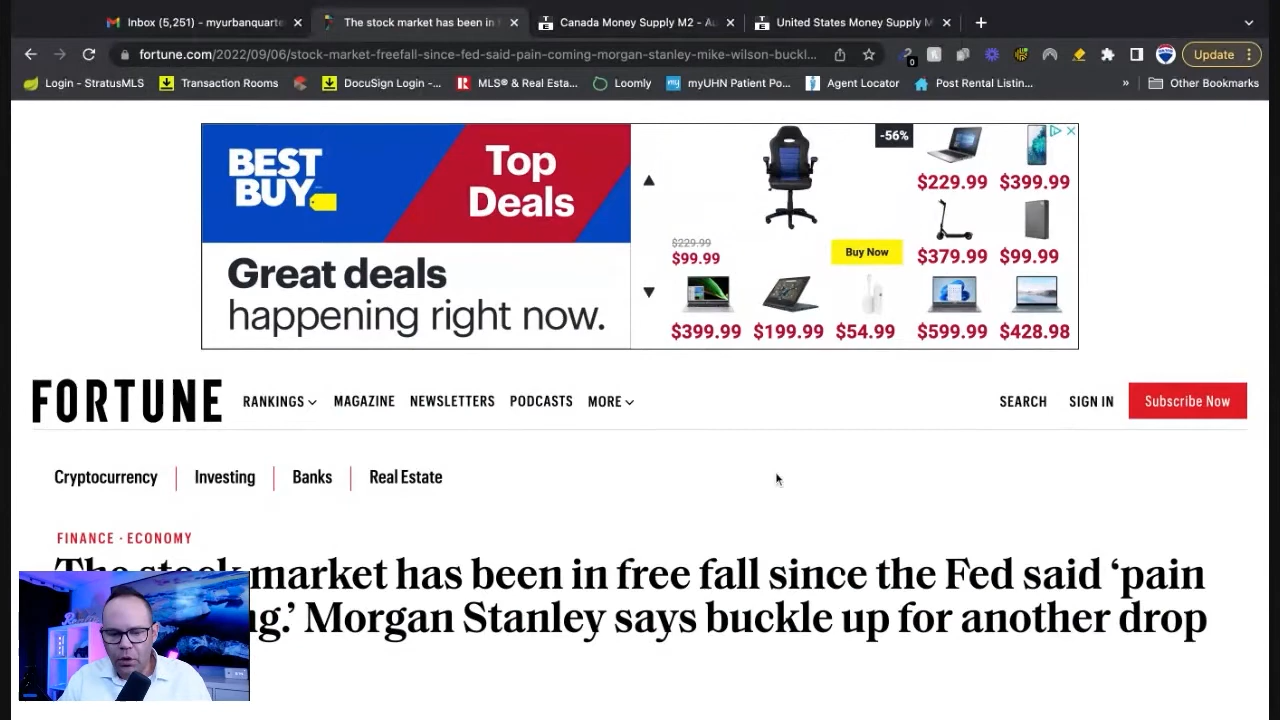 Inbox (5,251) - myurbanquarte
The stock market has been in
Canada Money Supply M2 - Au
United States Money Supply M
fortune.com/2022/09/06/stock-market-freefall-since-fed-said-pain-coming-morgan-stanley-mike-wilson-buckl...
0
Update
Login - StratusMLS
Transaction Rooms
DocuSign Login -...
MLS® & Real Esta...
Loomly
myUHN Patient Po...
Agent Locator
Post Rental Listin...
»
Other Bookmarks
BEST BUY
Top
Deals
Great deals
happening right now.
-56%
$229.99
$99.99
Buy Now
$229.99 $399.99
$379.99 $99.99
$399.99 $199.99 $54.99 $599.99 $428.98
FORTUNE
RANKINGS MAGAZINE NEWSLETTERS PODCASTS MORE
SEARCH SIGN IN Subscribe Now
Cryptocurrency | Investing | Banks | Real Estate
FINANCE · ECONOMY
The stock market has been in free fall since the Fed said ‘pain
ng.’ Morgan Stanley says buckle up for another drop